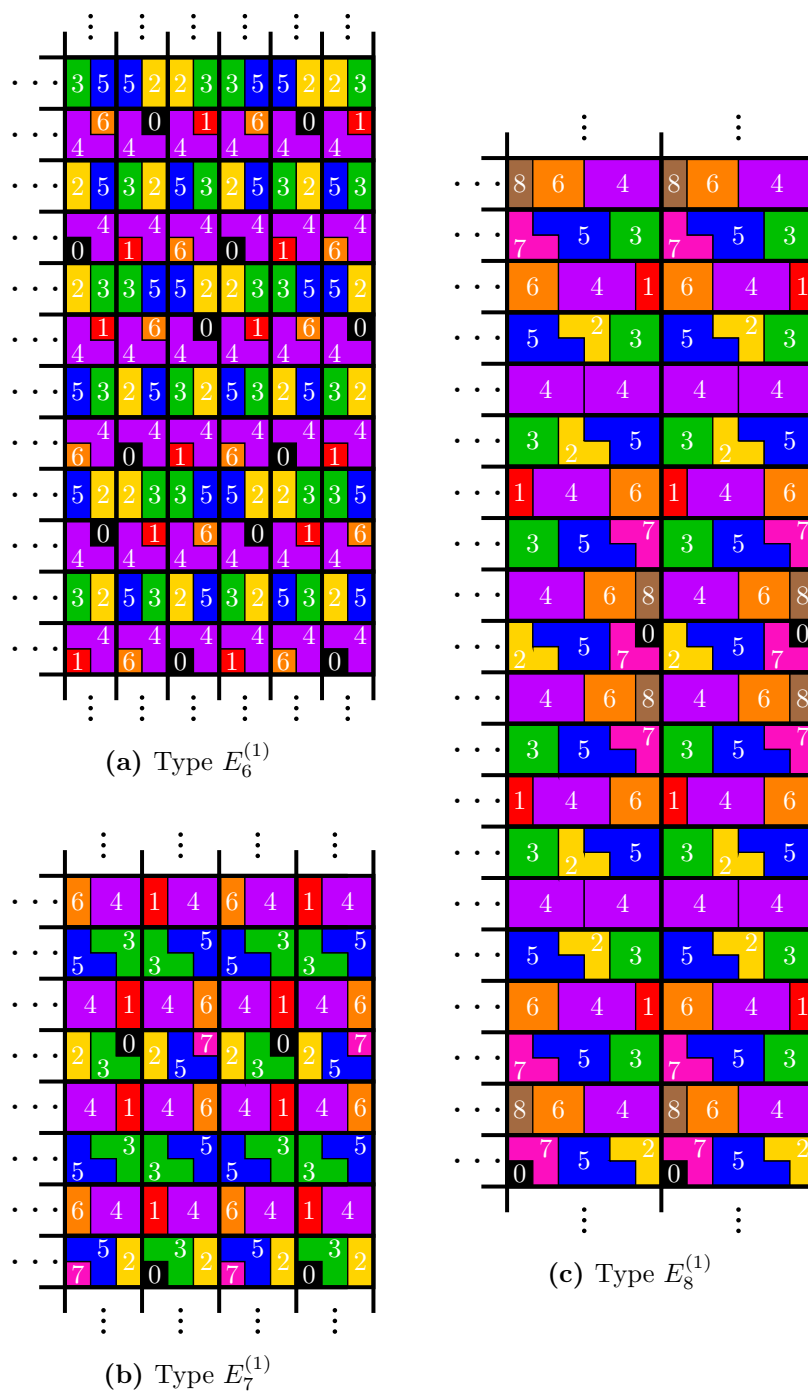 ⋮ ⋮ ⋮ ⋮ ⋮ ⋮
··· 3 5 5 2 2 3 3 5 5 2 2 3
··· 4 6 4 0 4 1 4 6 4 0 4 1
··· 2 5 3 2 5 3 2 5 3 2 5 3
··· 0 4 1 4 6 4 0 4 1 4 6 4
··· 2 3 3 5 5 2 2 3 3 5 5 2
··· 4 1 4 6 4 0 4 1 4 6 4 0
··· 5 3 2 5 3 2 5 3 2 5 3 2
··· 6 4 0 4 1 4 6 4 0 4 1 4
··· 5 2 2 3 3 5 5 2 2 3 3 5
··· 4 0 4 1 4 6 4 0 4 1 4 6
··· 3 2 5 3 2 5 3 2 5 3 2 5
··· 1 4 6 4 0 4 1 4 6 4 0 4
⋮ ⋮ ⋮ ⋮ ⋮ ⋮
(a) Type E₆⁽¹⁾
⋮ ⋮ ⋮ ⋮
··· 6 4 1 4 6 4 1 4
··· 5 3 3 5 5 3 3 5
··· 4 1 4 6 4 1 4 6
··· 2 3 0 2 5 7 2 3 0 2 5 7
··· 4 1 4 6 4 1 4 6
··· 5 3 3 5 5 3 3 5
··· 6 4 1 4 6 4 1 4
··· 7 5 2 0 3 2 7 5 2 0 3 2
⋮ ⋮ ⋮ ⋮
(b) Type E₇⁽¹⁾
⋮ ⋮
··· 8 6 4 8 6 4
··· 7 5 3 7 5 3
··· 6 4 1 6 4 1
··· 5 2 3 5 2 3
··· 4 4 4 4
··· 3 2 5 3 2 5
··· 1 4 6 1 4 6
··· 3 5 7 3 5 7
··· 4 6 8 4 6 8
··· 2 5 7 0 2 5 7 0
··· 4 6 8 4 6 8
··· 3 5 7 3 5 7
··· 1 4 6 1 4 6
··· 3 2 5 3 2 5
··· 4 4 4 4
··· 5 2 3 5 2 3
··· 6 4 1 6 4 1
··· 7 5 3 7 5 3
··· 8 6 4 8 6 4
··· 0 7 5 2 0 7 5 2
⋮ ⋮
(c) Type E₈⁽¹⁾